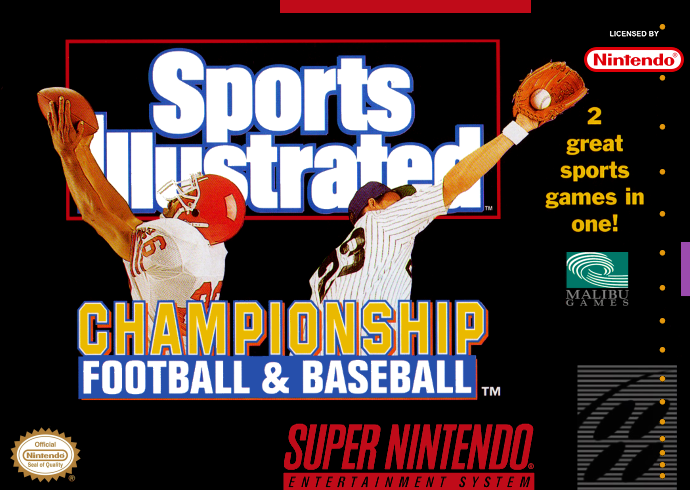 LICENSED BY
Nintendo®
Sports
Illustrated
TM
2
great
sports
games in
one!
MALIBU
GAMES
CHAMPIONSHIP
FOOTBALL & BASEBALL TM
Official
Nintendo
Seal of Quality
®
SUPER NINTENDO®
ENTERTAINMENT SYSTEM